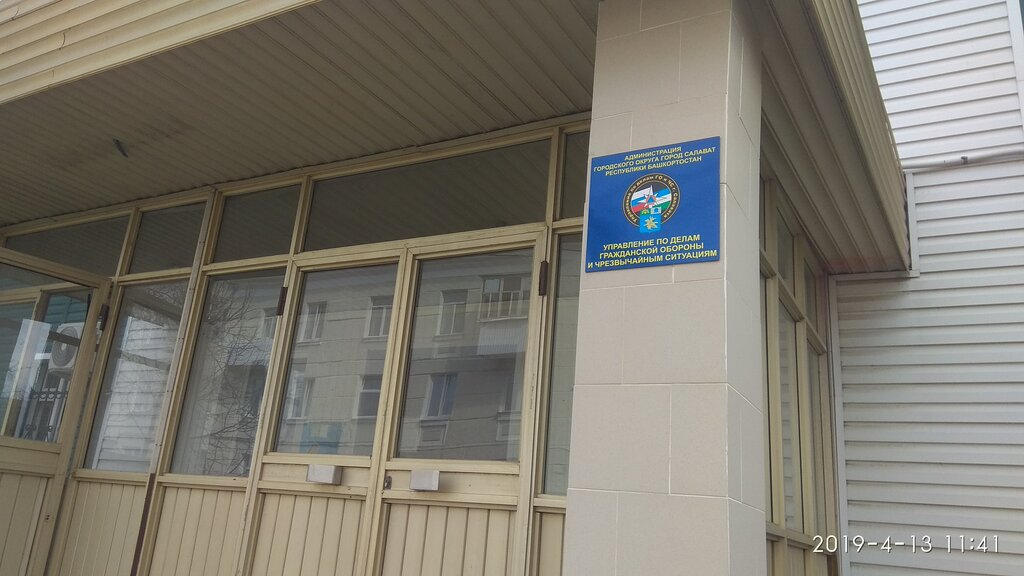 АДМИНИСТРАЦИЯ
ГОРОДСКОГО ОКРУГА ГОРОД САЛАВАТ
РЕСПУБЛИКИ БАШКОРТОСТАН
УПРАВЛЕНИЕ ПО ДЕЛАМ
ГРАЖДАНСКОЙ ОБОРОНЫ
И ЧРЕЗВЫЧАЙНЫМ СИТУАЦИЯМ
2019-4-13 11:41